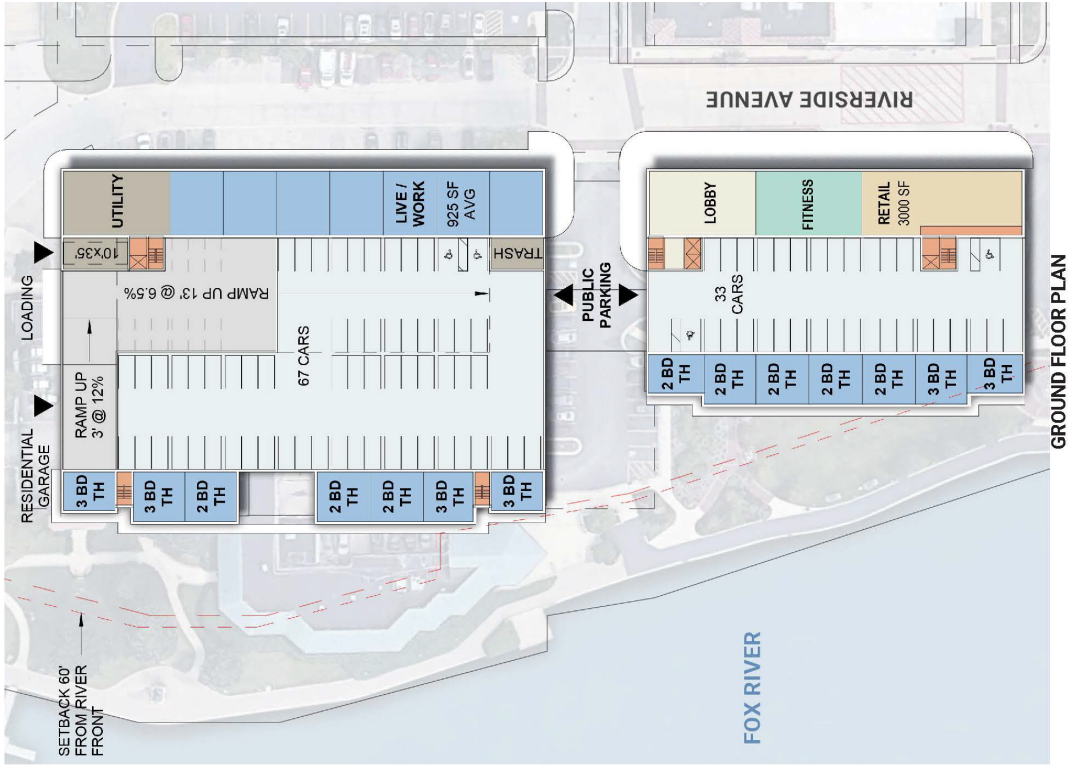 RIVERSIDE AVENUE
UTILITY
LIVE /
WORK
925 SF
AVG
LOBBY
FITNESS
RETAIL
3000 SF
LOADING
10'x35'
TRASH
RAMP UP 13' @ 6.5%
67 CARS
PUBLIC
PARKING
33
CARS
RESIDENTIAL
GARAGE
RAMP UP
3' @ 12%
2 BD
TH
2 BD
TH
2 BD
TH
2 BD
TH
2 BD
TH
3 BD
TH
3 BD
TH
3 BD
TH
3 BD
TH
2 BD
TH
2 BD
TH
2 BD
TH
3 BD
TH
3 BD
TH
SETBACK 60'
FROM RIVER
FRONT
FOX RIVER
GROUND FLOOR PLAN